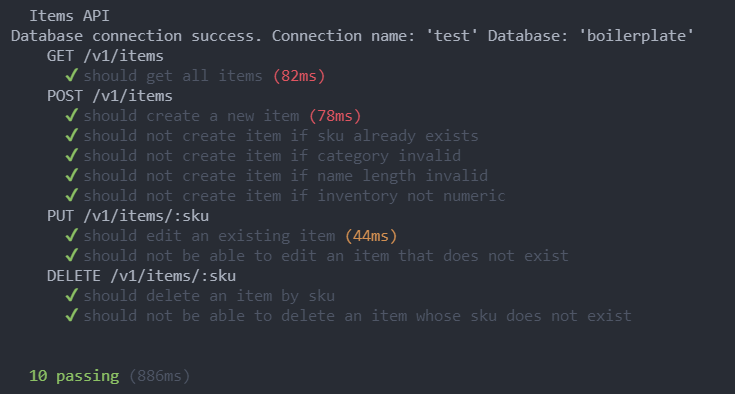 Items API
Database connection success. Connection name: 'test' Database: 'boilerplate'
GET /v1/items
✔ should get all items (82ms)
POST /v1/items
✔ should create a new item (78ms)
✔ should not create item if sku already exists
✔ should not create item if category invalid
✔ should not create item if name length invalid
✔ should not create item if inventory not numeric
PUT /v1/items/:sku
✔ should edit an existing item (44ms)
✔ should not be able to edit an item that does not exist
DELETE /v1/items/:sku
✔ should delete an item by sku
✔ should not be able to delete an item whose sku does not exist
10 passing (886ms)